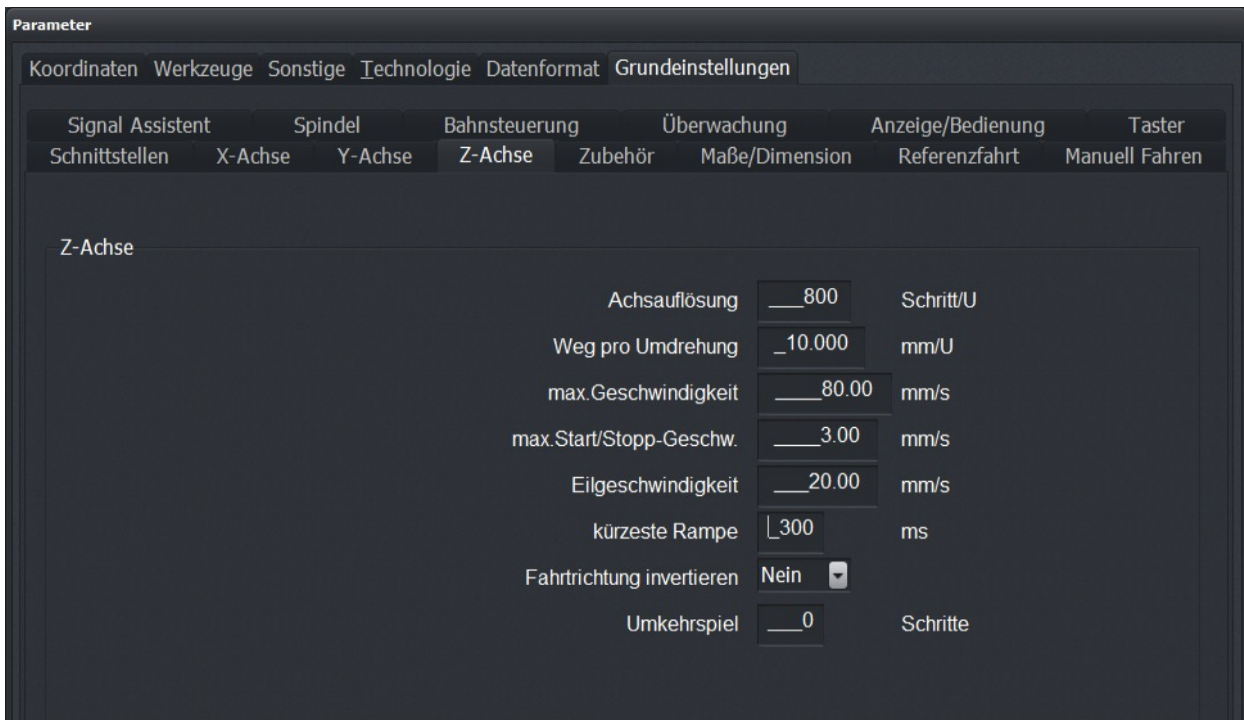 Parameter
Koordinaten Werkzeuge Sonstige Technologie Datenformat Grundeinstellungen
Signal Assistent Spindel Bahnsteuerung Überwachung Anzeige/Bedienung Taster
Schnittstellen X-Achse Y-Achse Z-Achse Zubehör Maße/Dimension Referenzfahrt Manuell Fahren
Z-Achse
Achsauflösung ___800 Schritt/U
Weg pro Umdrehung _10.000 mm/U
max.Geschwindigkeit ____80.00 mm/s
max.Start/Stopp-Geschw. ____3.00 mm/s
Eilgeschwindigkeit ___20.00 mm/s
kürzeste Rampe _300 ms
Fahrtrichtung invertieren Nein
Umkehrspiel ___0 Schritte